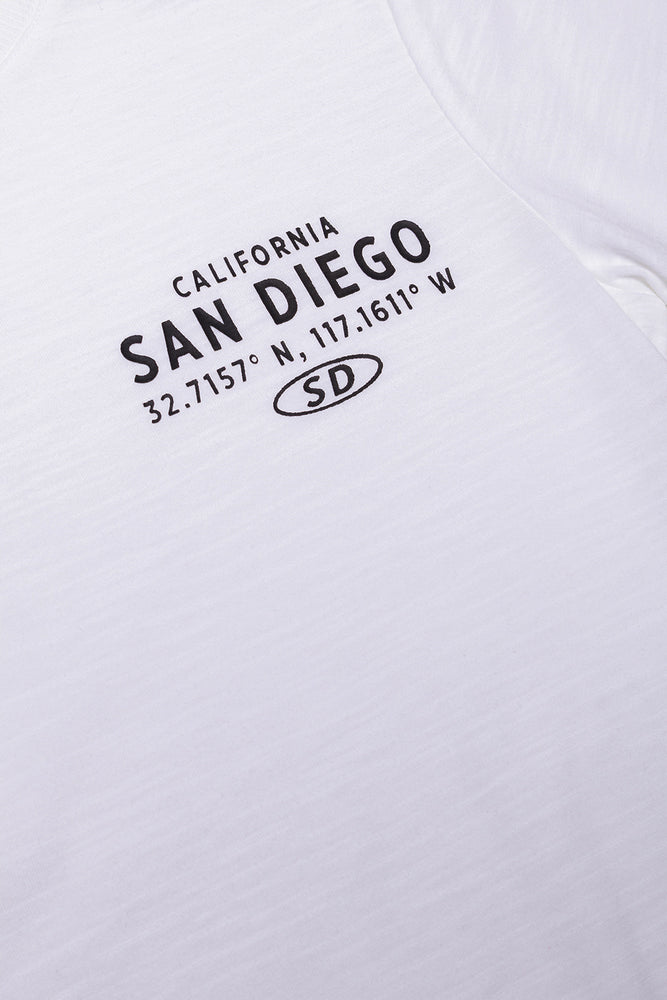 CALIFORNIA
SAN DIEGO
32.7157° N, 117.1611° W
SD